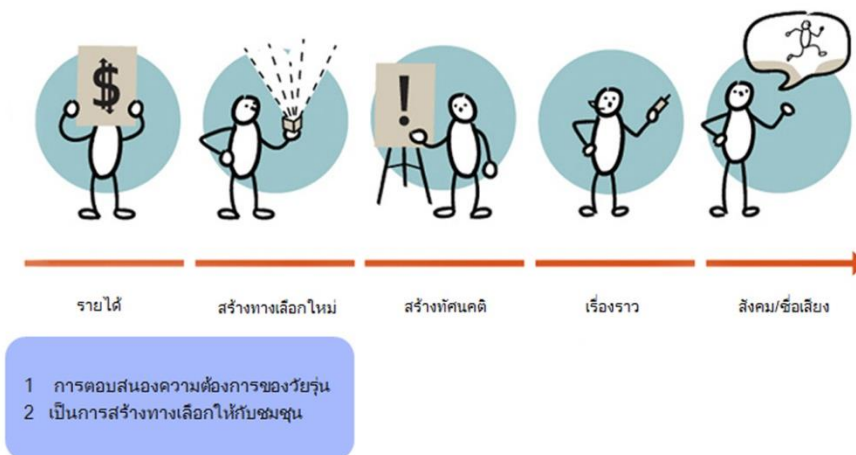 $
!
รายได้
สร้างทางเลือกใหม่
สร้างทัศนคติ
เรื่องราว
สังคม/ชื่อเสียง
1 การตอบสนองความต้องการของวัยรุ่น
2 เป็นการสร้างทางเลือกให้กับชมชุน